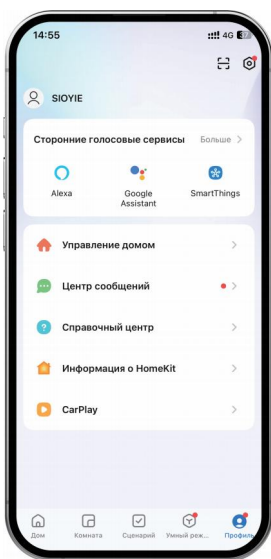 14:55
4G
SIOYIE
Сторонние голосовые сервисы Больше
Alexa
Google Assistant
SmartThings
Управление домом
Центр сообщений
Справочный центр
Информация о HomeKit
CarPlay
Дом
Комната
Сценарий
Умный реж...
Профиль